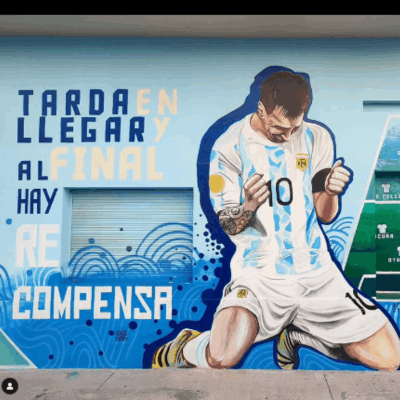 TARDA EN
LLEGAR Y
AL FINAL
HAY
RE
COMPENSA
10
10